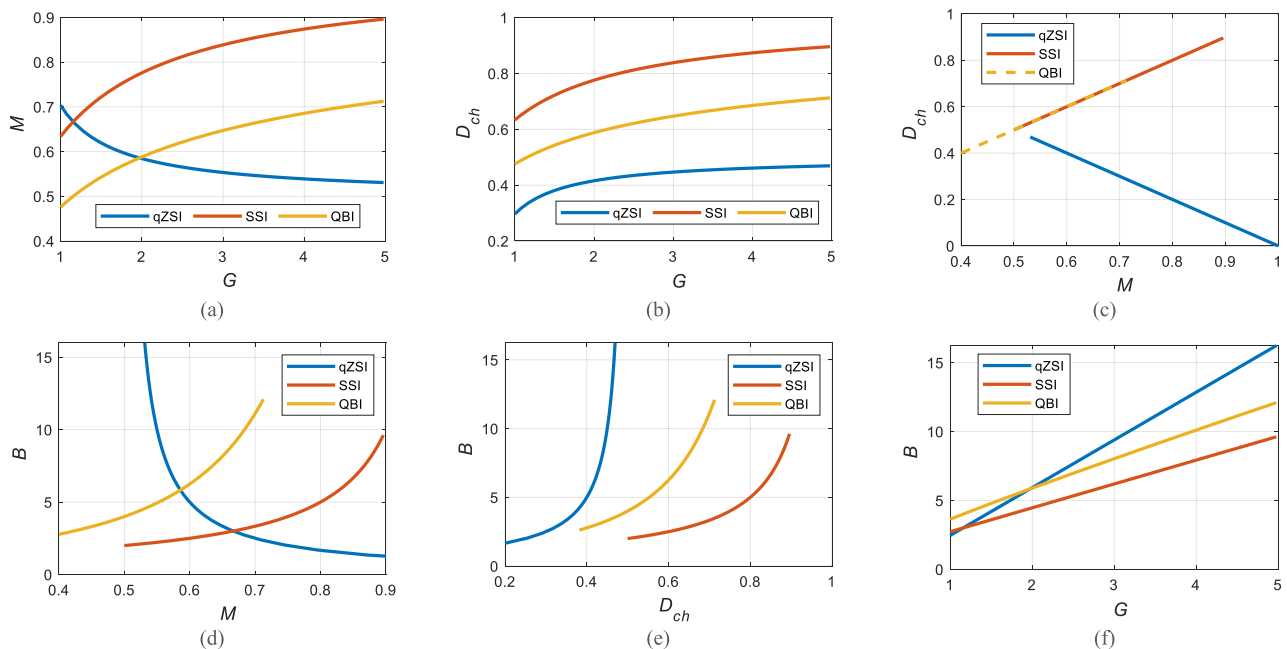 0.9
0.8
0.7
0.6
0.5
0.4
M
qZSI SSI QBI
1 2 3 4 5
G
(a)
1
0.8
0.6
0.4
0.2
D_ch
qZSI SSI QBI
1 2 3 4 5
G
(b)
1
0.8
0.6
0.4
0.2
0
D_ch
qZSI
SSI
QBI
0.4 0.5 0.6 0.7 0.8 0.9 1
M
(c)
15
10
5
0
B
qZSI
SSI
QBI
0.4 0.5 0.6 0.7 0.8 0.9
M
(d)
15
10
5
0
B
qZSI
SSI
QBI
0.2 0.4 0.6 0.8 1
D_ch
(e)
15
10
5
0
B
qZSI
SSI
QBI
1 2 3 4 5
G
(f)